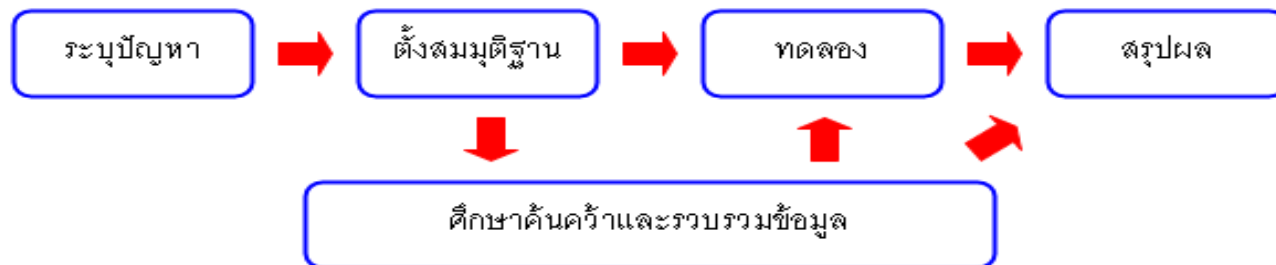 ระบุปัญหา
ตั้งสมมุติฐาน
ทดลอง
สรุปผล
ศึกษาค้นคว้าและรวบรวมข้อมูล